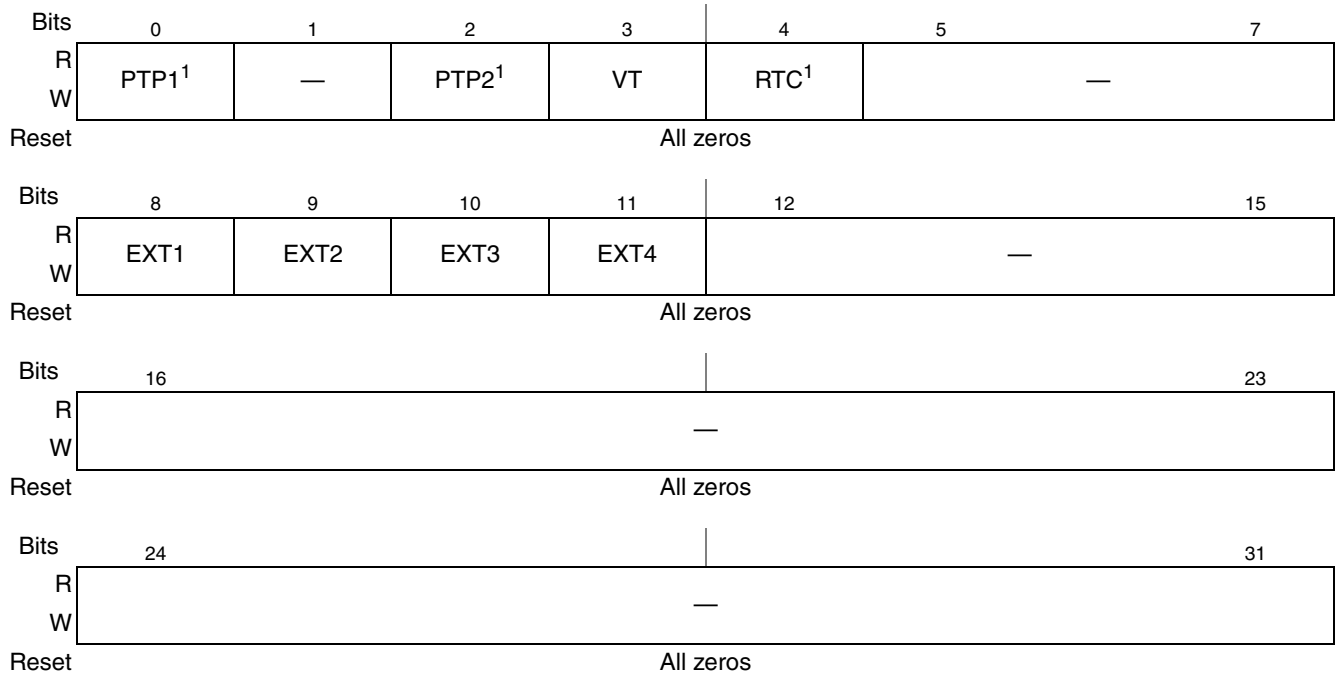 Bits 0 1 2 3 4 5 7
R
PTP1¹ — PTP2¹ VT RTC¹ —
W
Reset All zeros
Bits 8 9 10 11 12 15
R
EXT1 EXT2 EXT3 EXT4 —
W
Reset All zeros
Bits 16 23
R
—
W
Reset All zeros
Bits 24 31
R
—
W
Reset All zeros